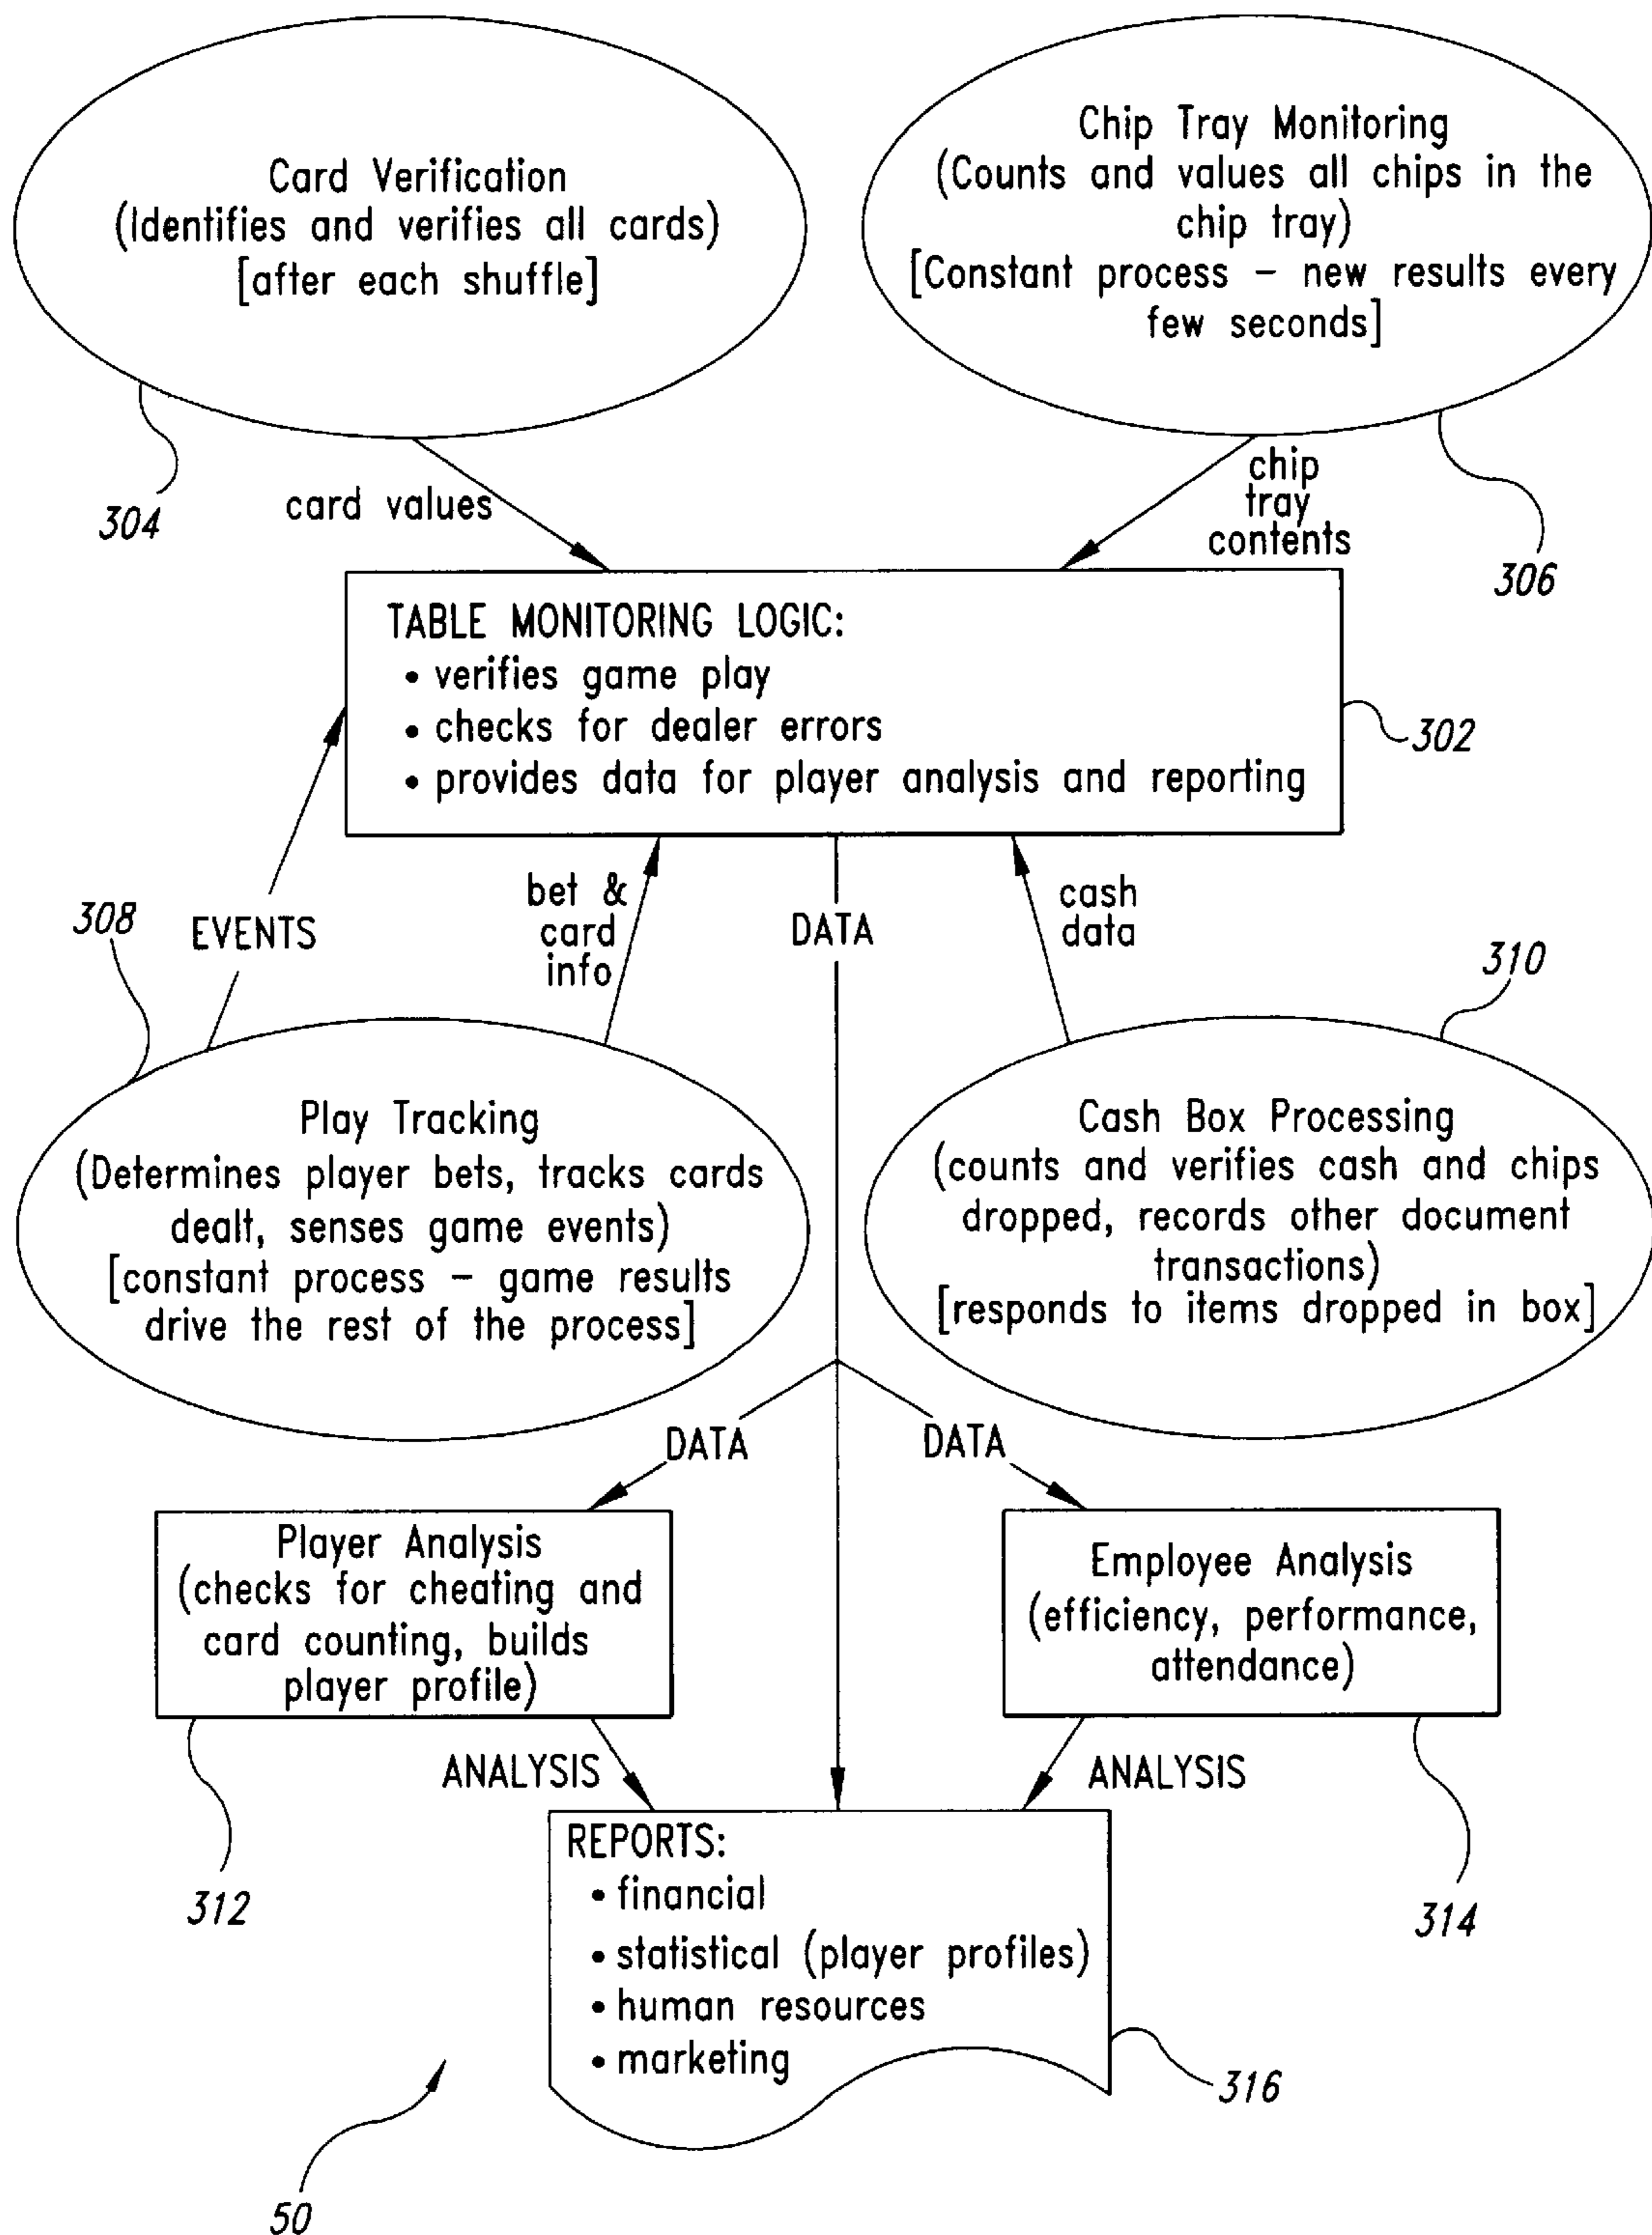 Card Verification
(Identifies and verifies all cards)
[after each shuffle]
Chip Tray Monitoring
(Counts and values all chips in the
chip tray)
[Constant process – new results every
few seconds]
304
card values
chip
tray
contents
306
TABLE MONITORING LOGIC:
• verifies game play
• checks for dealer errors
• provides data for player analysis and reporting
302
308
EVENTS
bet &
card
info
DATA
cash
data
310
Play Tracking
(Determines player bets, tracks cards
dealt, senses game events)
[constant process – game results
drive the rest of the process]
Cash Box Processing
(counts and verifies cash and chips
dropped, records other document
transactions)
[responds to items dropped in box]
DATA
DATA
Player Analysis
(checks for cheating and
card counting, builds
player profile)
Employee Analysis
(efficiency, performance,
attendance)
ANALYSIS
ANALYSIS
312
314
REPORTS:
• financial
• statistical (player profiles)
• human resources
• marketing
316
50